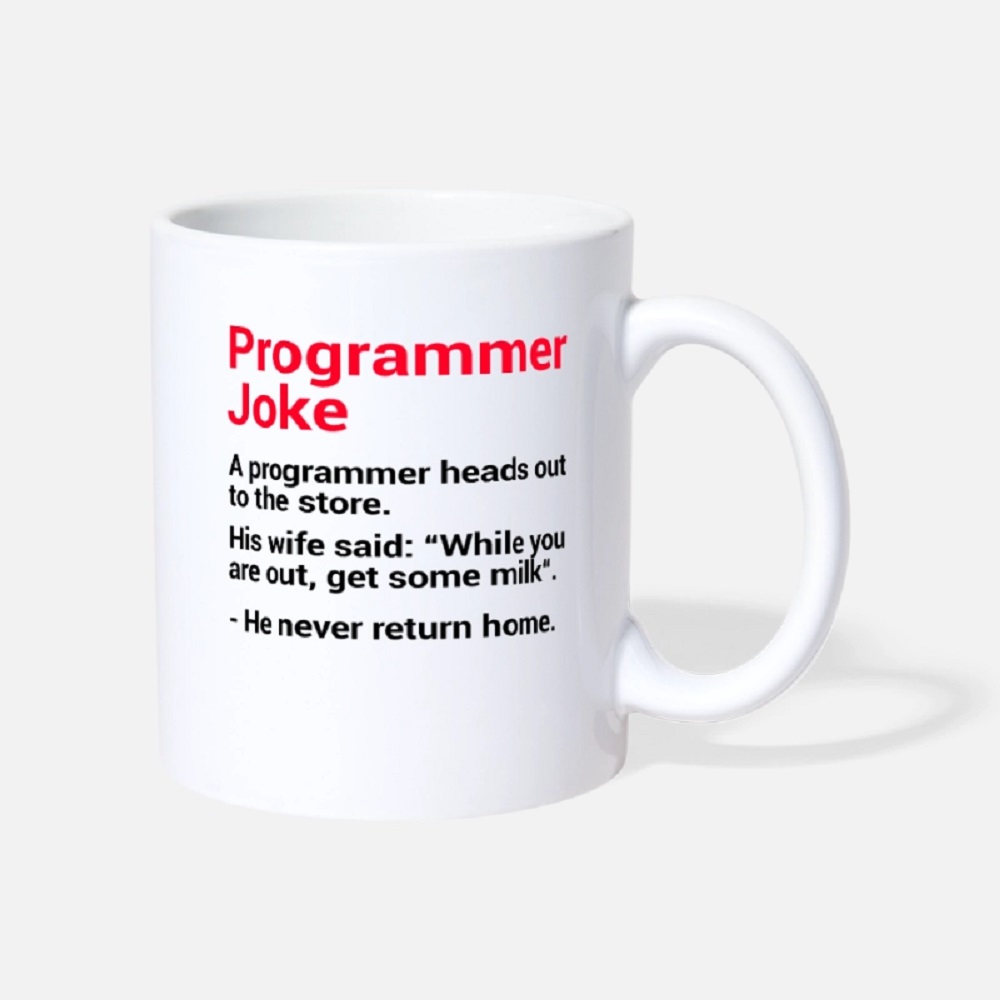 Programmer
Joke
A programmer heads out
to the store.
His wife said: “While you
are out, get some milk".
- He never return home.